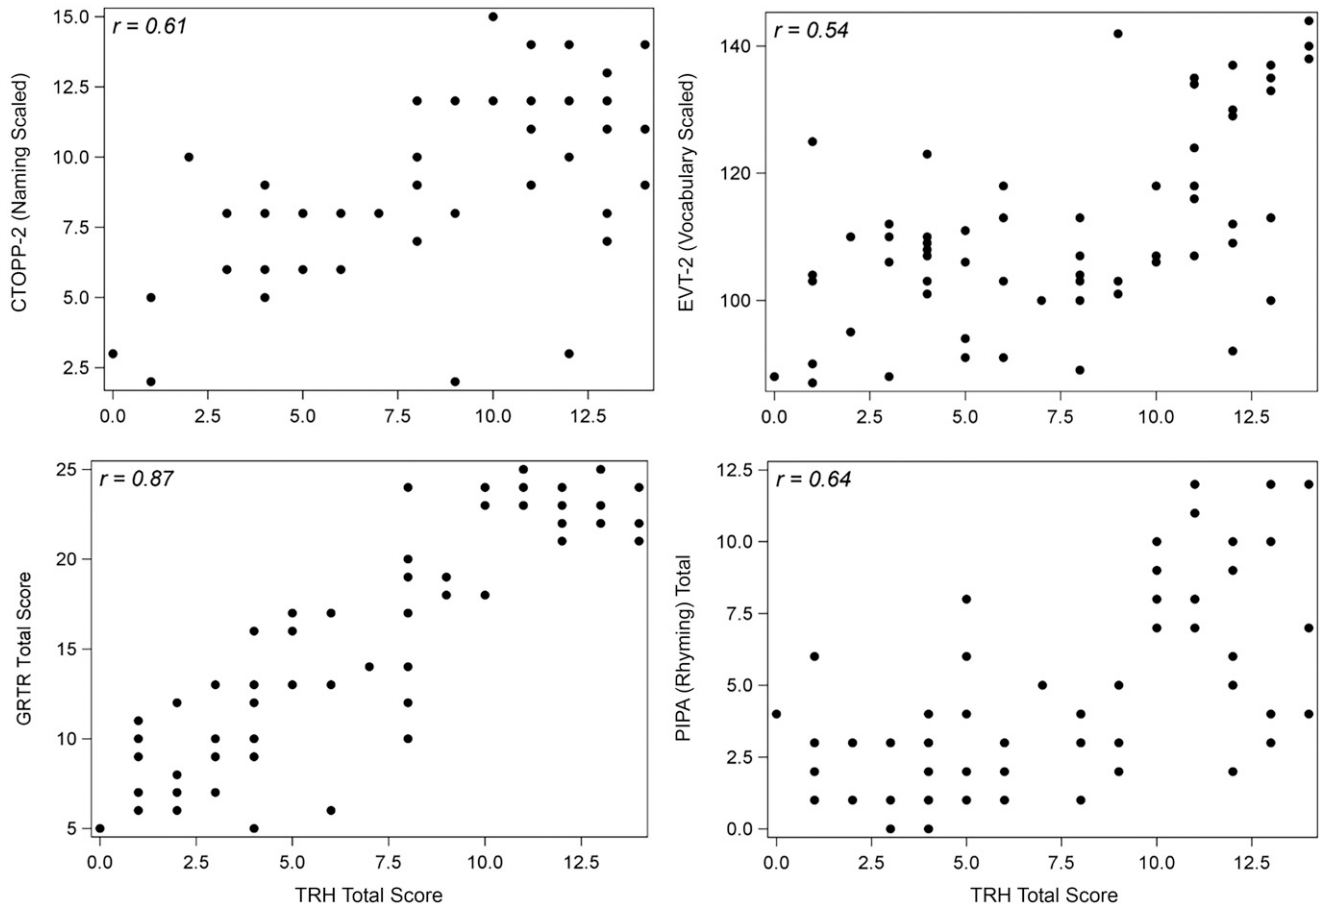 r = 0.61
CTOPP-2 (Naming Scaled)
15.0
12.5
10.0
7.5
5.0
2.5
0.0 2.5 5.0 7.5 10.0 12.5
r = 0.54
EVT-2 (Vocabulary Scaled)
140
120
100
0.0 2.5 5.0 7.5 10.0 12.5
r = 0.87
GRTR Total Score
25
20
15
10
5
0.0 2.5 5.0 7.5 10.0 12.5
TRH Total Score
r = 0.64
PIPA (Rhyming) Total
12.5
10.0
7.5
5.0
2.5
0.0
0.0 2.5 5.0 7.5 10.0 12.5
TRH Total Score